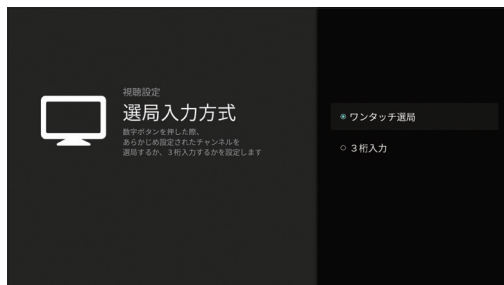 視聴設定
選局入力方式
数字ボタンを押した際、
あらかじめ設定されたチャンネルを
選局するか、3桁入力するかを設定します
ワンタッチ選局
3桁入力